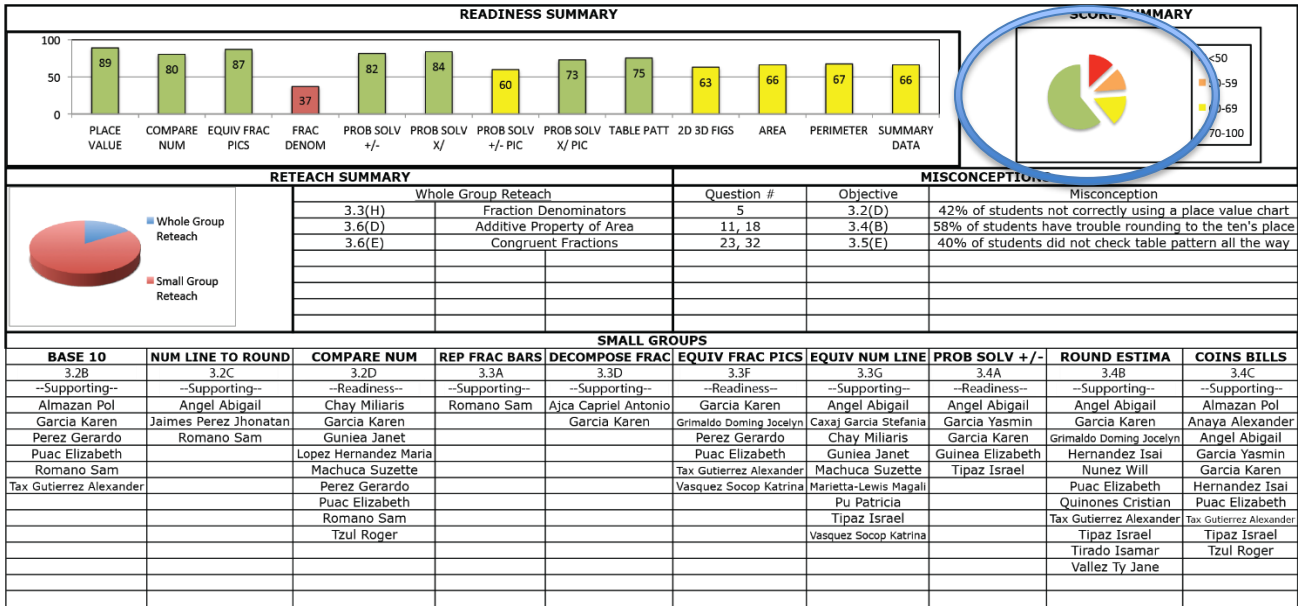 READINESS SUMMARY
SCORE SUMMARY
100
50
0
89 80 87 37 82 84 60 73 75 63 66 67 66
PLACE VALUE
COMPARE NUM
EQUIV FRAC PICS
FRAC DENOM
PROB SOLV +/-
PROB SOLV X/
PROB SOLV +/- PIC
PROB SOLV X/ PIC
TABLE PATT
2D 3D FIGS
AREA
PERIMETER
SUMMARY DATA
<50
60-69
70-100
RETEACH SUMMARY
MISCONCEPTIONS
Whole Group Reteach
Small Group Reteach
Whole Group Reteach
3.3(H) Fraction Denominators
3.6(D) Additive Property of Area
3.6(E) Congruent Fractions
Question # Objective Misconception
5 3.2(D) 42% of students not correctly using a place value chart
11, 18 3.4(B) 58% of students have trouble rounding to the ten's place
23, 32 3.5(E) 40% of students did not check table pattern all the way
SMALL GROUPS
BASE 10 NUM LINE TO ROUND COMPARE NUM REP FRAC BARS DECOMPOSE FRAC EQUIV FRAC PICS EQUIV NUM LINE PROB SOLV +/- ROUND ESTIMA COINS BILLS
3.2B 3.2C 3.2D 3.3A 3.3D 3.3F 3.3G 3.4A 3.4B 3.4C
--Supporting-- --Supporting-- --Readiness-- --Supporting-- --Supporting-- --Readiness-- --Supporting-- --Supporting-- --Supporting-- --Supporting--
Almazan Pol Angel Abigail Chay Miliaris Romano Sam Ajca Capriel Antonio Garcia Karen Angel Abigail Angel Abigail Angel Abigail Almazan Pol
Garcia Karen Jaimes Perez Jhonatan Garcia Karen Garcia Karen Grimaldo Doming Jocelyn Caxaj Garcia Stefania Garcia Yasmin Garcia Karen Anaya Alexander
Perez Gerardo Romano Sam Guniea Janet Perez Gerardo Chay Miliaris Garcia Karen Grimaldo Doming Jocelyn Angel Abigail
Puac Elizabeth Lopez Hernandez Maria Puac Elizabeth Guniea Janet Guinea Elizabeth Hernandez Isai Garcia Yasmin
Romano Sam Machuca Suzette Tax Gutierrez Alexander Machuca Suzette Tipaz Israel Nunez Will Garcia Karen
Tax Gutierrez Alexander Perez Gerardo Vasquez Socop Katrina Marietta-Lewis Magali Puac Elizabeth Hernandez Isai
Puac Elizabeth Pu Patricia Quinones Cristian Puac Elizabeth
Romano Sam Tipaz Israel Tax Gutierrez Alexander Tax Gutierrez Alexander
Tzul Roger Vasquez Socop Katrina Tipaz Israel Tipaz Israel
Tirado Isamar Tzul Roger
Vallez Ty Jane